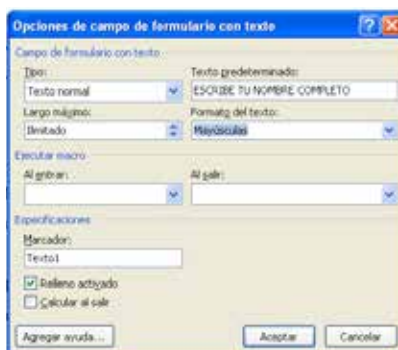 Opciones de campo de formulario con texto
Campo de formulario con texto
Tipo: Texto predeterminado:
Texto normal ESCRIBE TU NOMBRE COMPLETO
Largo máximo: Formato del texto:
Ilimitado Mayúsculas
Ejecutar macro
Al entrar: Al salir:
Especificaciones
Marcador:
Texto1
Relleno activado
Calcular al salir
Agregar ayuda... Aceptar Cancelar